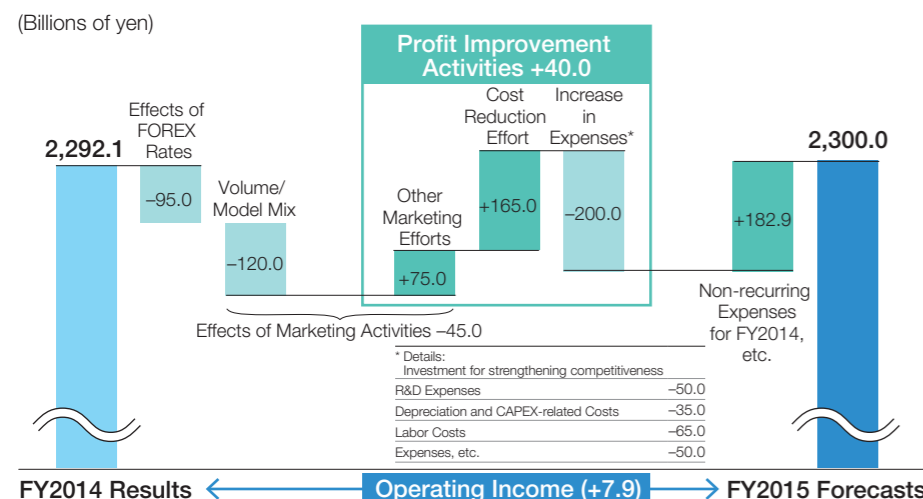 (Billions of yen)
Profit Improvement
Activities +40.0
2,292.1
Effects of
FOREX
Rates
–95.0
Volume/
Model Mix
–120.0
Other
Marketing
Efforts
+75.0
Cost
Reduction
Effort
+165.0
Increase
in
Expenses*
–200.0
+182.9
Non-recurring
Expenses
for FY2014,
etc.
2,300.0
Effects of Marketing Activities –45.0
* Details:
Investment for strengthening competitiveness
R&D Expenses –50.0
Depreciation and CAPEX-related Costs –35.0
Labor Costs –65.0
Expenses, etc. –50.0
FY2014 Results
Operating Income (+7.9)
FY2015 Forecasts